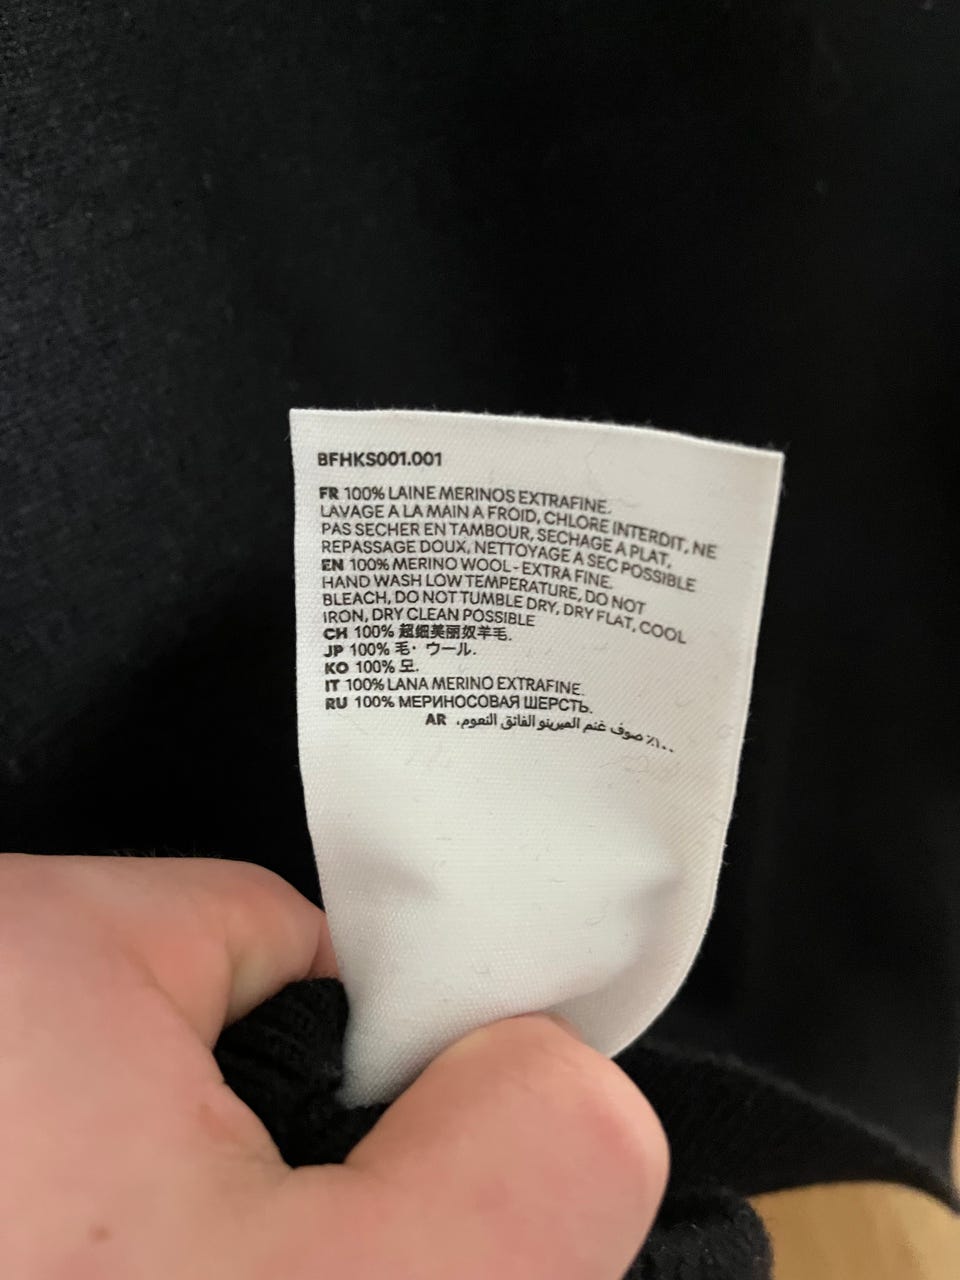 BFHKS001.001
FR 100% LAINE MERINOS EXTRAFINE.
LAVAGE A LA MAIN A FROID, CHLORE INTERDIT, NE
PAS SECHER EN TAMBOUR, SECHAGE A PLAT,
REPASSAGE DOUX, NETTOYAGE A SEC POSSIBLE
EN 100% MERINO WOOL - EXTRA FINE.
HAND WASH LOW TEMPERATURE, DO NOT
BLEACH, DO NOT TUMBLE DRY, DRY FLAT, COOL
IRON, DRY CLEAN POSSIBLE
CH 100% 超细美丽奴羊毛.
JP 100% 毛・ウール.
KO 100% 모.
IT 100% LANA MERINO EXTRAFINE.
RU 100% МЕРИНОСОВАЯ ШЕРСТЬ.
AR ١٠٠٪ صوف غنم الميرينو الفائق النعوم.